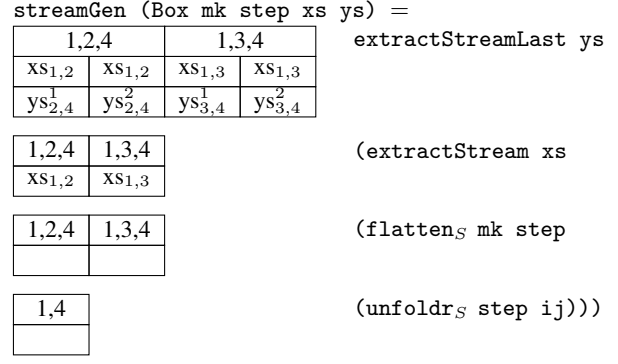 streamGen (Box mk step xs ys) =
1,2,4 1,3,4 extractStreamLast ys
xs₁,₂ xs₁,₂ xs₁,₃ xs₁,₃
ys¹₂,₄ ys²₂,₄ ys¹₃,₄ ys²₃,₄
1,2,4 1,3,4 (extractStream xs
xs₁,₂ xs₁,₃
1,2,4 1,3,4 (flattenS mk step
1,4 (unfoldrS step ij)))